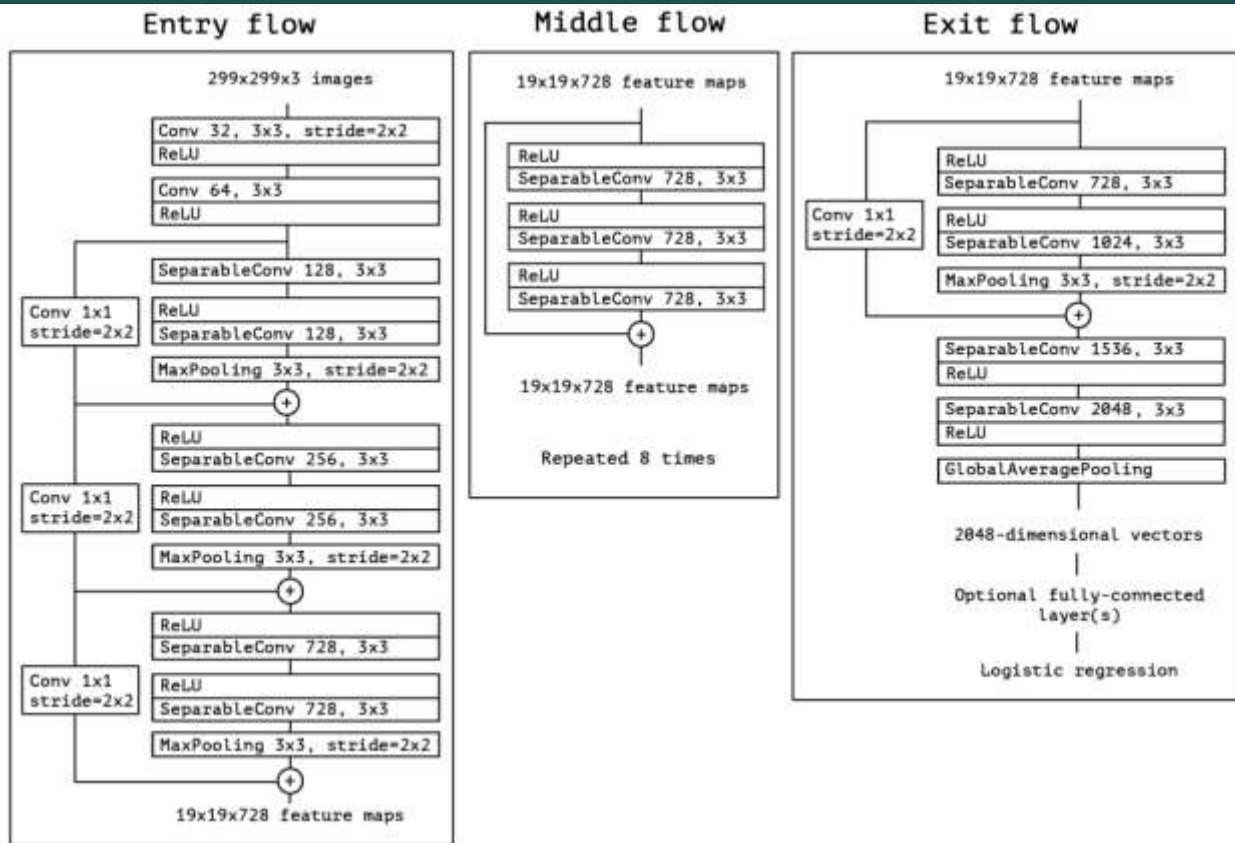 Entry flow
299x299x3 images
Conv 32, 3x3, stride=2x2
ReLU
Conv 64, 3x3
ReLU
SeparableConv 128, 3x3
Conv 1x1
stride=2x2
ReLU
SeparableConv 128, 3x3
MaxPooling 3x3, stride=2x2
+
ReLU
SeparableConv 256, 3x3
Conv 1x1
stride=2x2
ReLU
SeparableConv 256, 3x3
MaxPooling 3x3, stride=2x2
+
ReLU
SeparableConv 728, 3x3
Conv 1x1
stride=2x2
ReLU
SeparableConv 728, 3x3
MaxPooling 3x3, stride=2x2
+
19x19x728 feature maps
Middle flow
19x19x728 feature maps
ReLU
SeparableConv 728, 3x3
ReLU
SeparableConv 728, 3x3
ReLU
SeparableConv 728, 3x3
+
19x19x728 feature maps
Repeated 8 times
Exit flow
19x19x728 feature maps
ReLU
SeparableConv 728, 3x3
Conv 1x1
stride=2x2
ReLU
SeparableConv 1024, 3x3
MaxPooling 3x3, stride=2x2
+
SeparableConv 1536, 3x3
ReLU
SeparableConv 2048, 3x3
ReLU
GlobalAveragePooling
2048-dimensional vectors
Optional fully-connected
layer(s)
Logistic regression